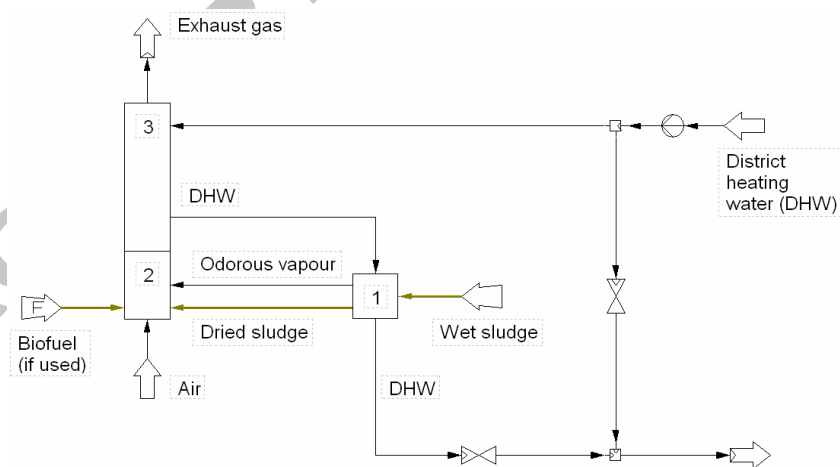 Exhaust gas
3
District
heating
water (DHW)
DHW
Odorous vapour
2
1
F
Biofuel
(if used)
Dried sludge
Wet sludge
Air
DHW